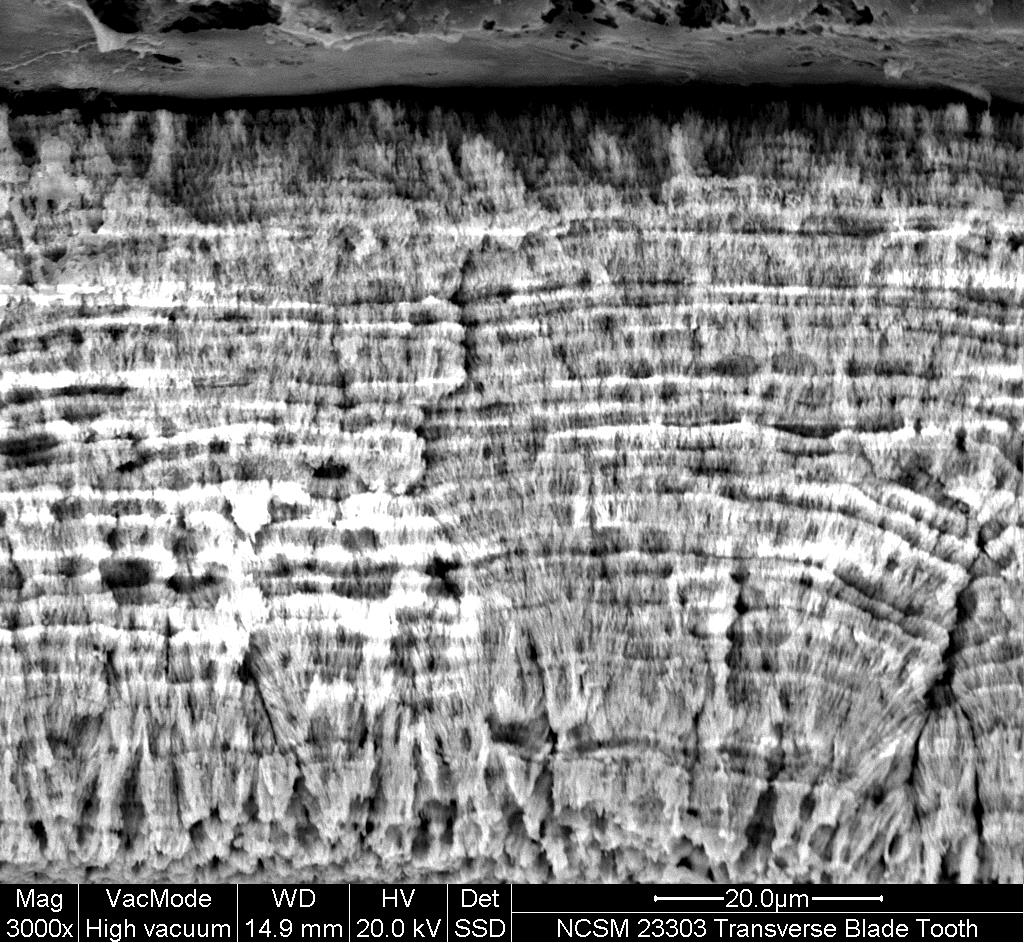 Mag VacMode WD HV Det 20.0µm
3000x High vacuum 14.9 mm 20.0 kV SSD NCSM 23303 Transverse Blade Tooth